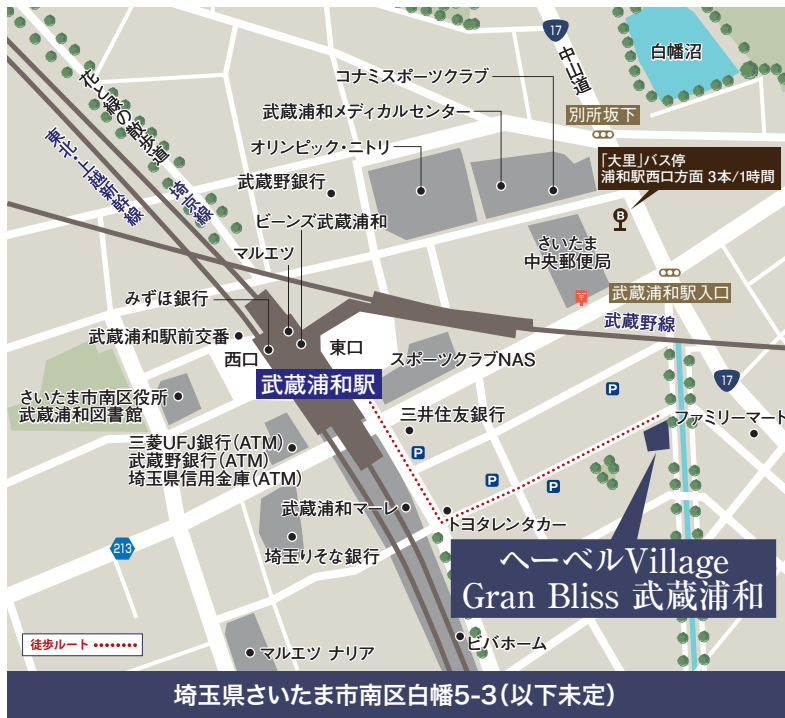 17
中山道
白幡沼
コナミスポーツクラブ
花と緑の散歩道
武蔵浦和メディカルセンター
別所坂下
東北・上越新幹線
オリンピック・ニトリ
「大里」バス停
浦和駅西口方面 3本/1時間
埼京線
武蔵野銀行
B
ビーンズ武蔵浦和
さいたま
中央郵便局
マルエツ
みずほ銀行
武蔵浦和駅入口
武蔵野線
武蔵浦和駅前交番
西口
東口
スポーツクラブNAS
武蔵浦和駅
17
P
さいたま市南区役所
武蔵浦和図書館
三井住友銀行
ファミリーマート
三菱UFJ銀行(ATM)
武蔵野銀行(ATM)
埼玉県信用金庫(ATM)
P
P
P
武蔵浦和マーレ
トヨタレンタカー
213
埼玉りそな銀行
ヘーベルVillage
Gran Bliss 武蔵浦和
徒歩ルート
ビバホーム
マルエツ ナリア
埼玉県さいたま市南区白幡5-3(以下未定)